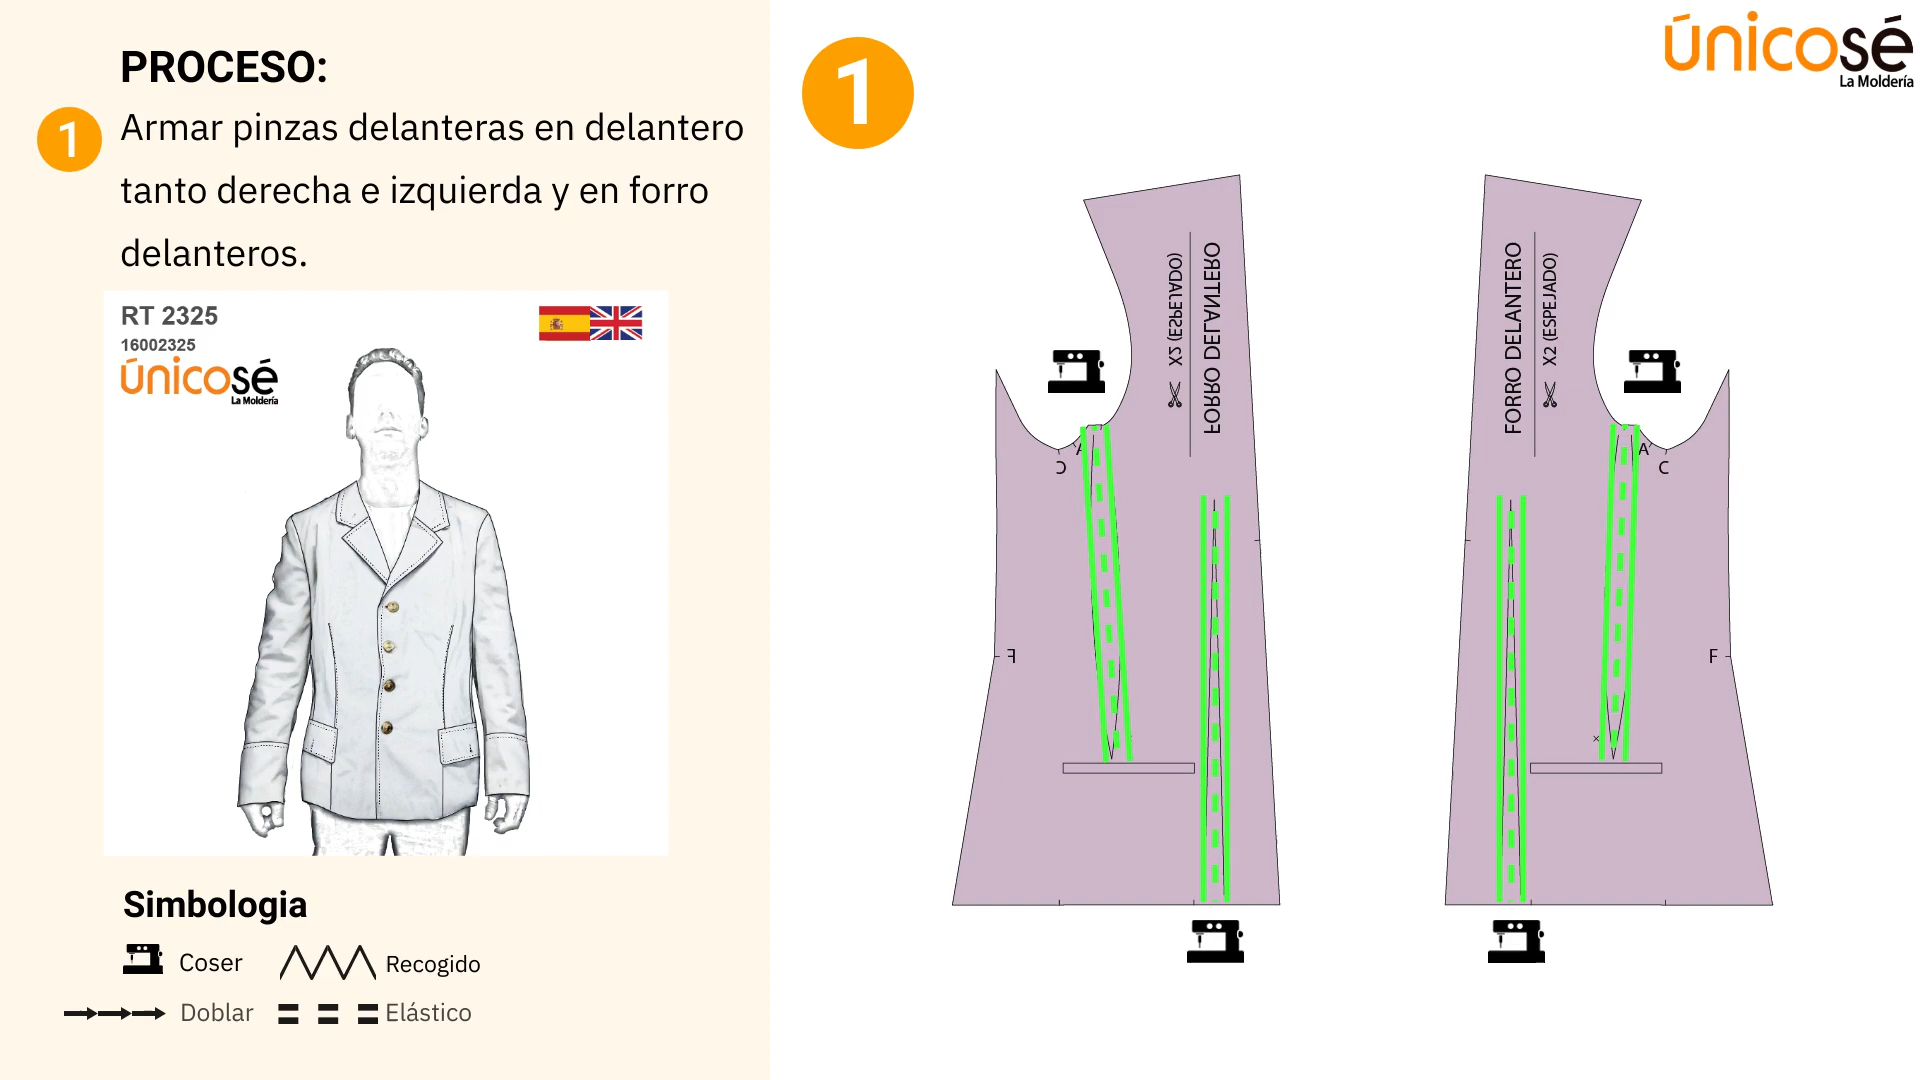 PROCESO:
1
Armar pinzas delanteras en delantero
tanto derecha e izquierda y en forro
delanteros.
RT 2325
16002325
únicosé
La Moldería
Simbologia
Coser
Recogido
Doblar
Elástico
1
únicosé
La Moldería
FORRO DELANTERO
X2 (ESPEJADO)
A
C
F
FORRO DELANTERO
X2 (ESPEJADO)
A
C
F